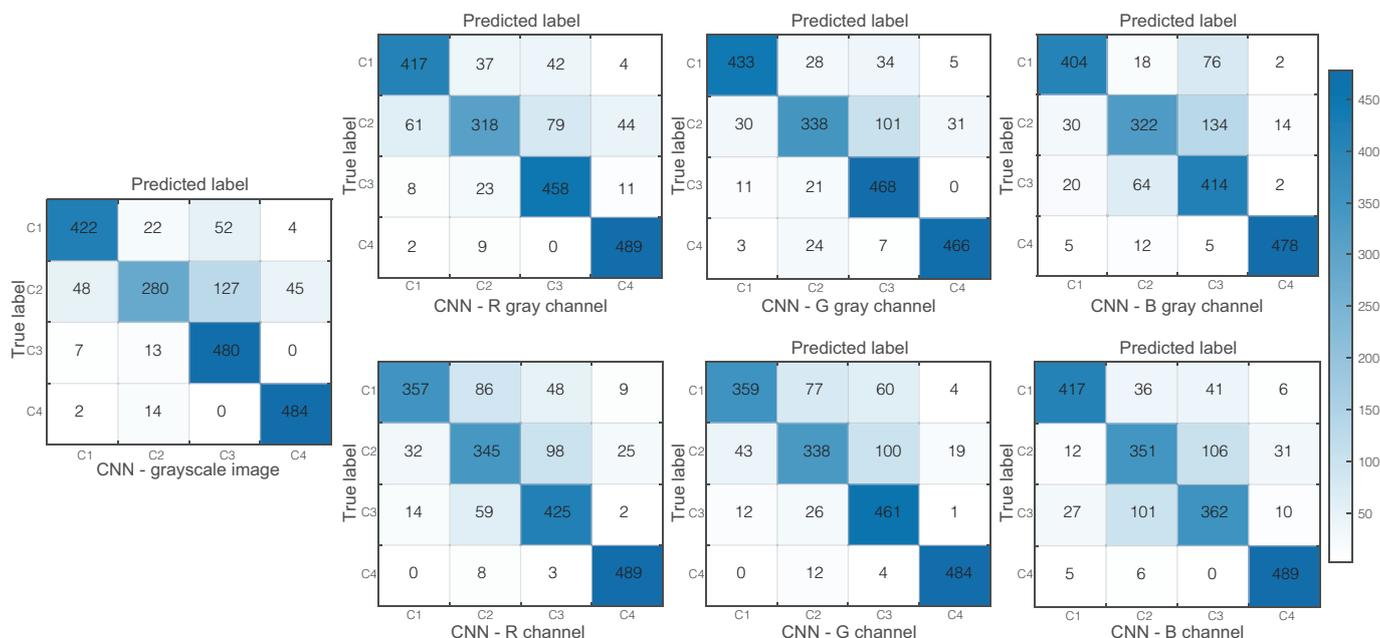 Predicted label
True label
C1 422 22 52 4
C2 48 280 127 45
C3 7 13 480 0
C4 2 14 0 484
C1 C2 C3 C4
CNN - grayscale image
Predicted label
True label
C1 417 37 42 4
C2 61 318 79 44
C3 8 23 458 11
C4 2 9 0 489
C1 C2 C3 C4
CNN - R gray channel
Predicted label
True label
C1 433 28 34 5
C2 30 338 101 31
C3 11 21 468 0
C4 3 24 7 466
C1 C2 C3 C4
CNN - G gray channel
Predicted label
True label
C1 404 18 76 2
C2 30 322 134 14
C3 20 64 414 2
C4 5 12 5 478
C1 C2 C3 C4
CNN - B gray channel
True label
C1 357 86 48 9
C2 32 345 98 25
C3 14 59 425 2
C4 0 8 3 489
C1 C2 C3 C4
CNN - R channel
Predicted label
True label
C1 359 77 60 4
C2 43 338 100 19
C3 12 26 461 1
C4 0 12 4 484
C1 C2 C3 C4
CNN - G channel
Predicted label
True label
C1 417 36 41 6
C2 12 351 106 31
C3 27 101 362 10
C4 5 6 0 489
C1 C2 C3 C4
CNN - B channel
450
400
350
300
250
200
150
100
50